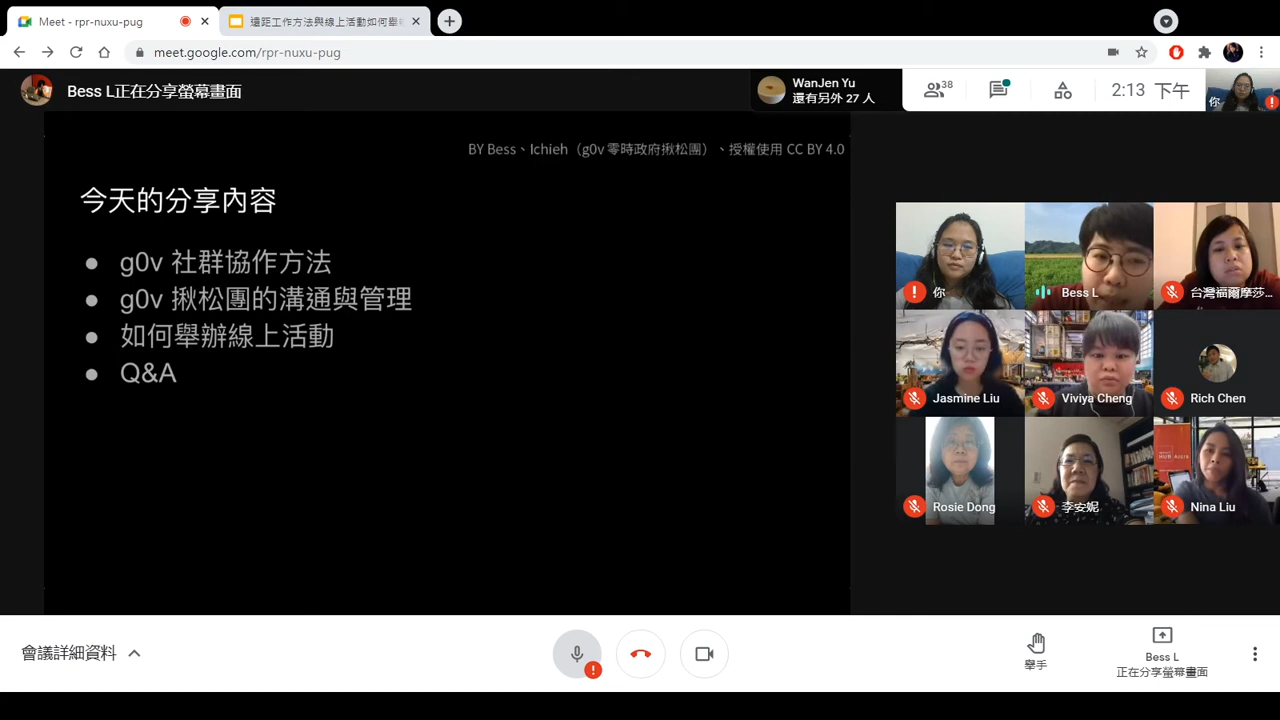 Meet - rpr-nuxu-pug
遠距工作方法與線上活動如何舉
meet.google.com/rpr-nuxu-pug
Bess L正在分享螢幕畫面
WanJen Yu
還有另外 27 人
38
2:13 下午
你
BY Bess、Ichieh（g0v 零時政府揪松團）、授權使用 CC BY 4.0
今天的分享內容
● g0v 社群協作方法
● g0v 揪松團的溝通與管理
● 如何舉辦線上活動
● Q&A
你
Bess L
台灣福爾摩莎...
Jasmine Liu
Viviya Cheng
Rich Chen
Rosie Dong
李安妮
Nina Liu
會議詳細資料
舉手
Bess L
正在分享螢幕畫面